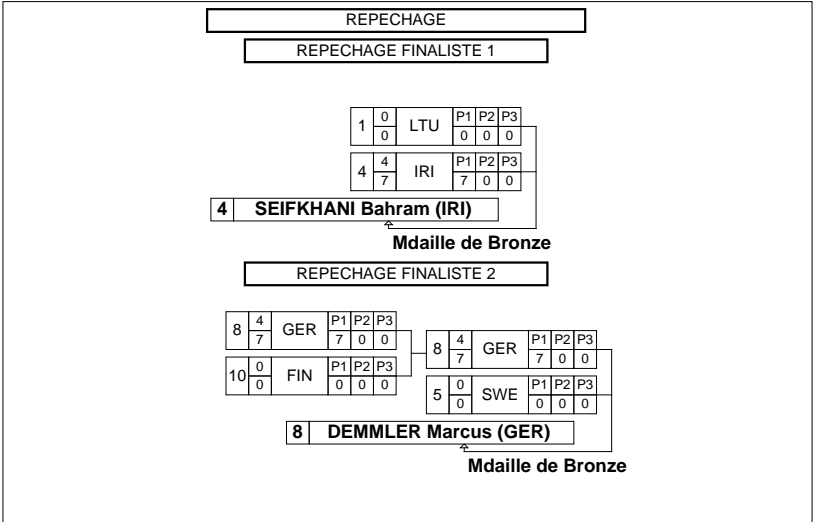 REPECHAGE
REPECHAGE FINALISTE 1
1 0 0 LTU P1 P2 P3 0 0 0
4 4 7 IRI P1 P2 P3 7 0 0
4 SEIFKHANI Bahram (IRI)
Mdaille de Bronze
REPECHAGE FINALISTE 2
8 4 7 GER P1 P2 P3 7 0 0
8 4 7 GER P1 P2 P3 7 0 0
10 0 0 FIN P1 P2 P3 0 0 0
5 0 0 SWE P1 P2 P3 0 0 0
8 DEMMLER Marcus (GER)
Mdaille de Bronze